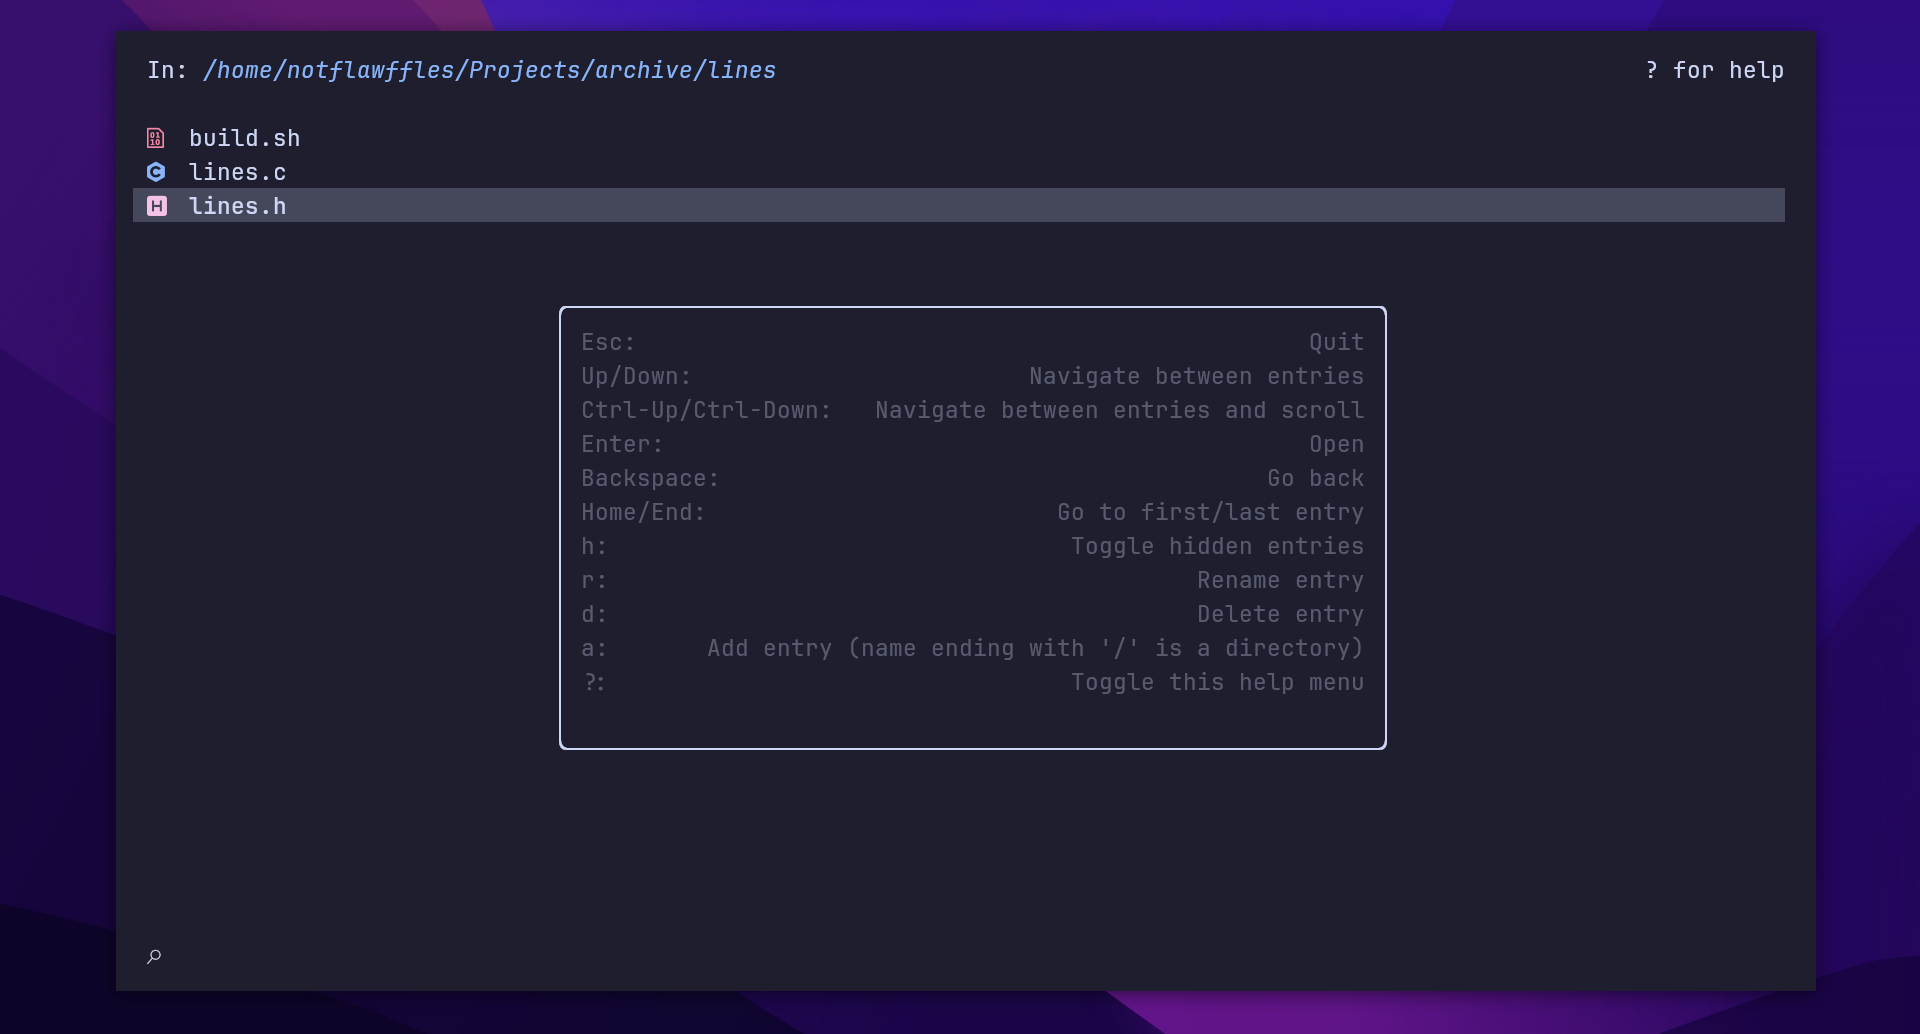 In: /home/notflawffles/Projects/archive/lines ? for help
build.sh
lines.c
lines.h
Esc: Quit
Up/Down: Navigate between entries
Ctrl-Up/Ctrl-Down: Navigate between entries and scroll
Enter: Open
Backspace: Go back
Home/End: Go to first/last entry
h: Toggle hidden entries
r: Rename entry
d: Delete entry
a: Add entry (name ending with '/' is a directory)
?: Toggle this help menu